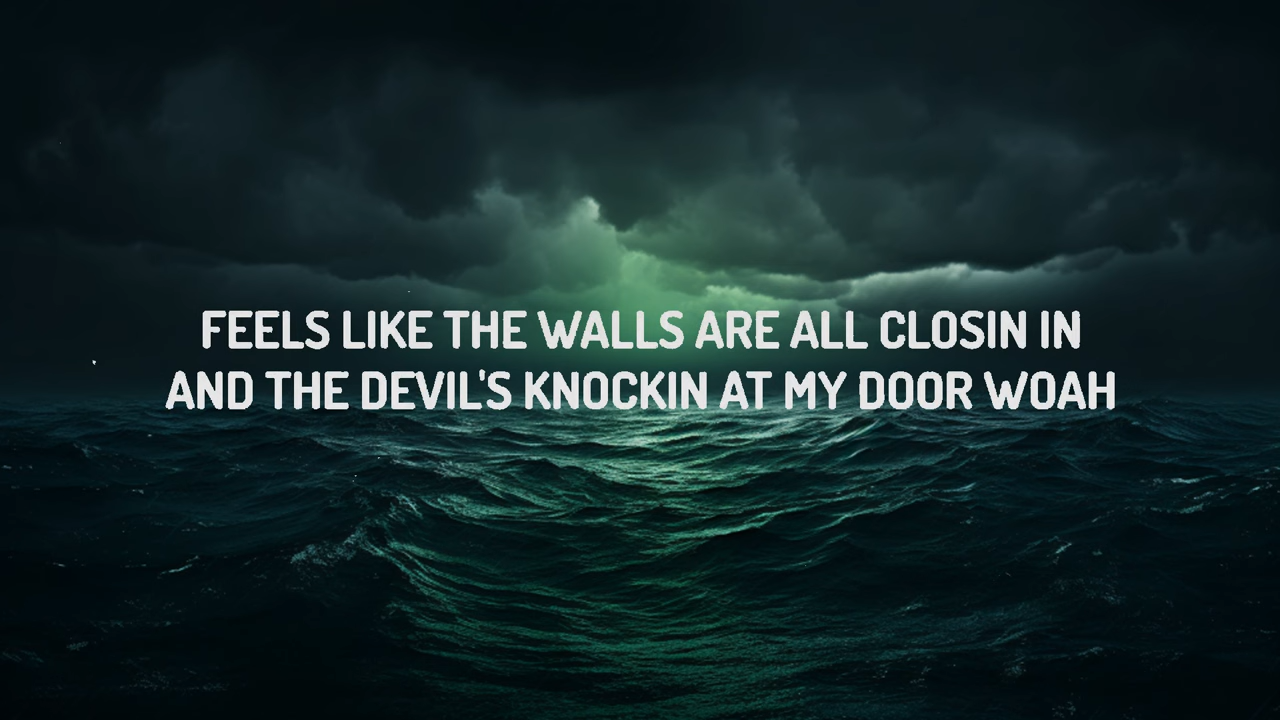 FEELS LIKE THE WALLS ARE ALL CLOSIN IN
AND THE DEVIL'S KNOCKIN AT MY DOOR WOAH